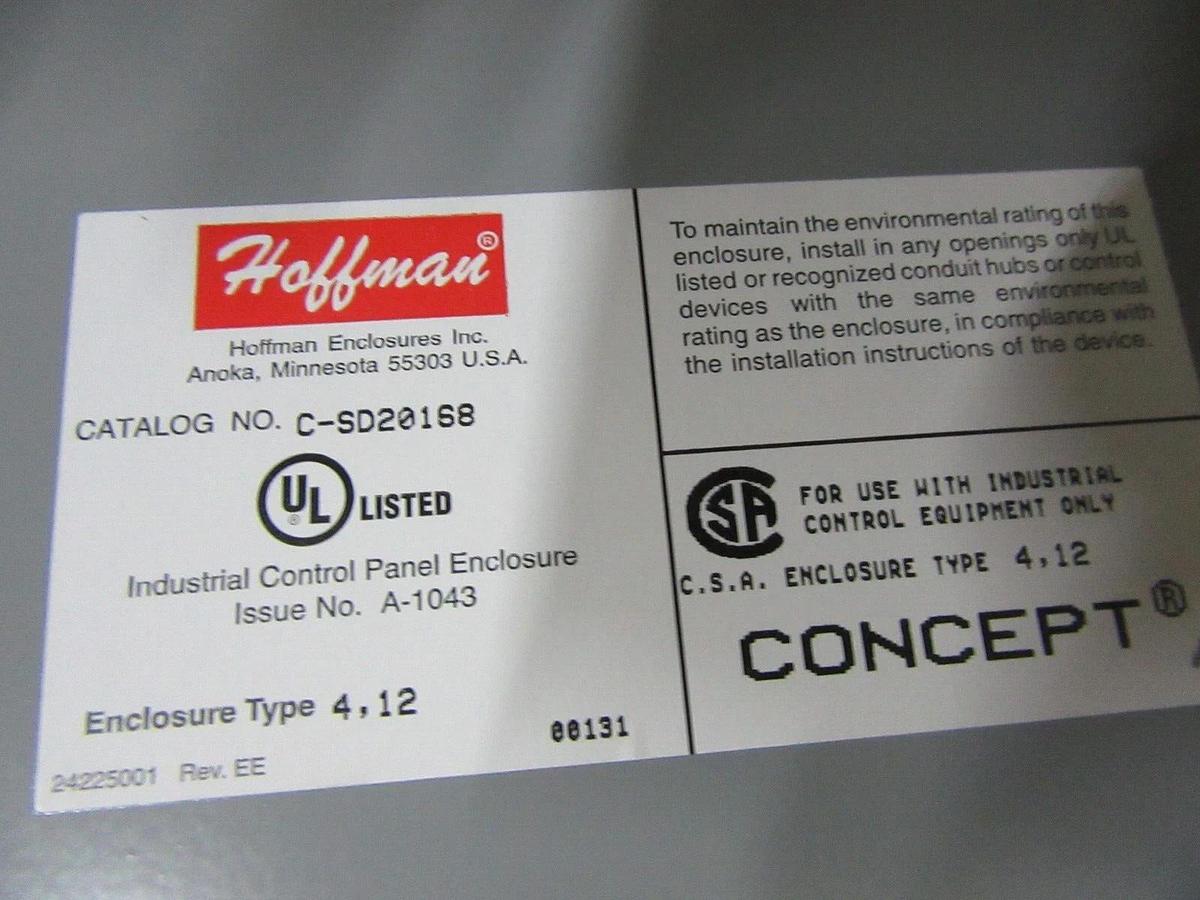 Hoffman®
Hoffman Enclosures Inc.
Anoka, Minnesota 55303 U.S.A.
CATALOG NO. C-SD20168
UL® LISTED
Industrial Control Panel Enclosure
Issue No. A-1043
Enclosure Type 4,12
00131
24225001 Rev. EE
To maintain the environmental rating of this
enclosure, install in any openings only UL
listed or recognized conduit hubs or control
devices with the same environmental
rating as the enclosure, in compliance with
the installation instructions of the device.
CSA FOR USE WITH INDUSTRIAL
CONTROL EQUIPMENT ONLY
C.S.A. ENCLOSURE TYPE 4,12
CONCEPT®